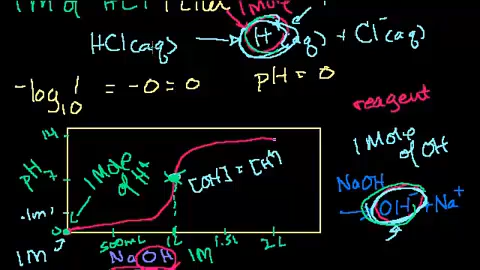 1M of HCl 1 Liter
1 Mole
HCl(aq) → H⁺(aq) + Cl⁻(aq)
-log₁₀ 1 = -0 = 0
pH = 0
reagent
1 Mole of OH
NaOH → OH⁻ + Na⁺
14
pH 7
.1M
0
1M
1 Mole of H⁺
[OH] = [H⁺]
500mL 1L 1.5L 2L
NaOH 1M